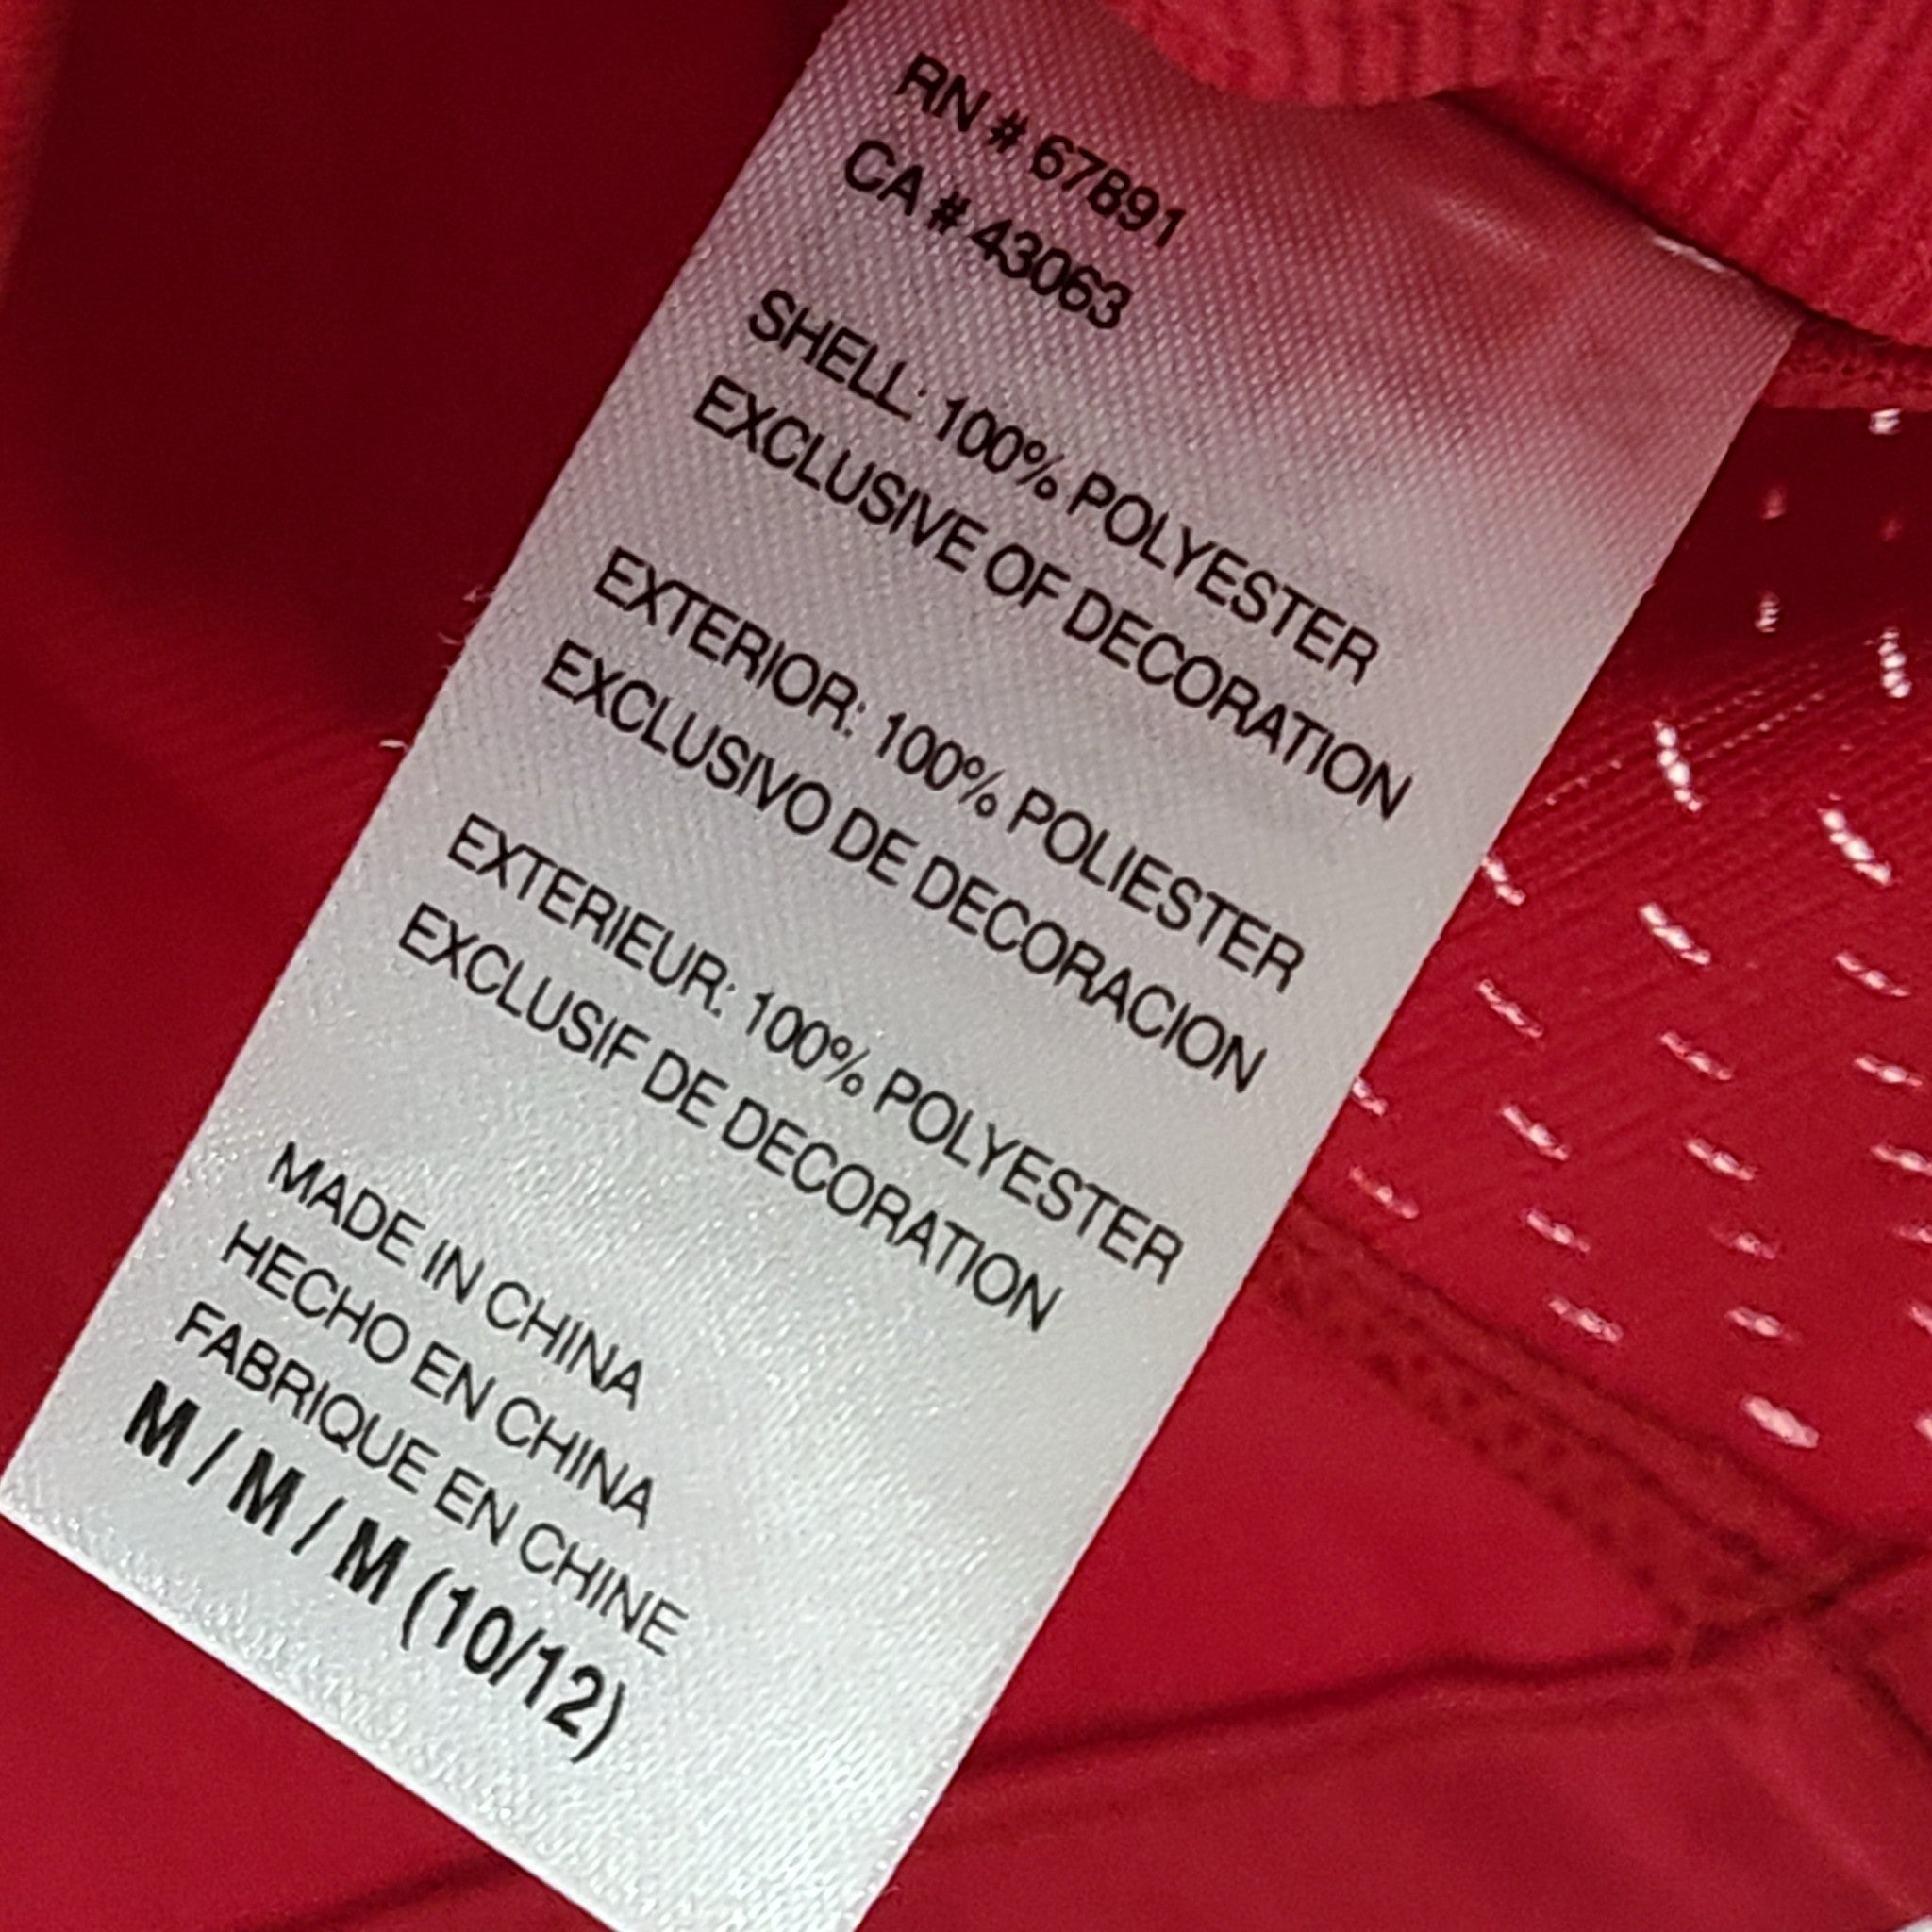 RN # 67891
CA # 43063
SHELL: 100% POLYESTER
EXCLUSIVE OF DECORATION
EXTERIOR: 100% POLIESTER
EXCLUSIVO DE DECORACION
EXTERIEUR: 100% POLYESTER
EXCLUSIF DE DECORATION
MADE IN CHINA
HECHO EN CHINA
FABRIQUE EN CHINE
M / M / M (10/12)